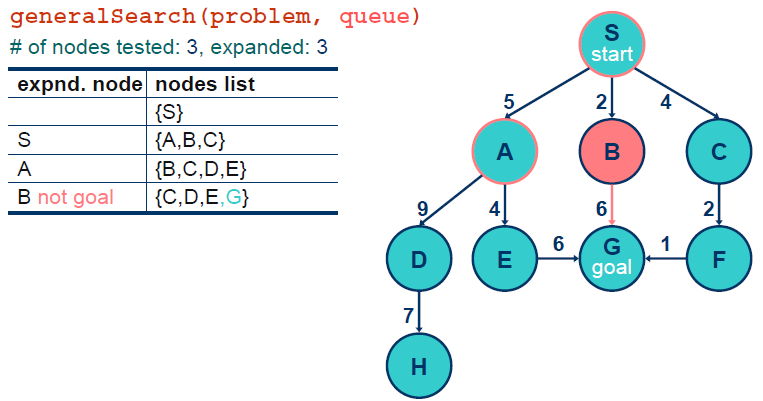 generalSearch(problem, queue)
# of nodes tested: 3, expanded: 3
expnd. node nodes list
{S}
S {A,B,C}
A {B,C,D,E}
B not goal {C,D,E,G}
S
start
5 2 4
A B C
9 4 6 2
D E 6 G 1 F
goal
7
H